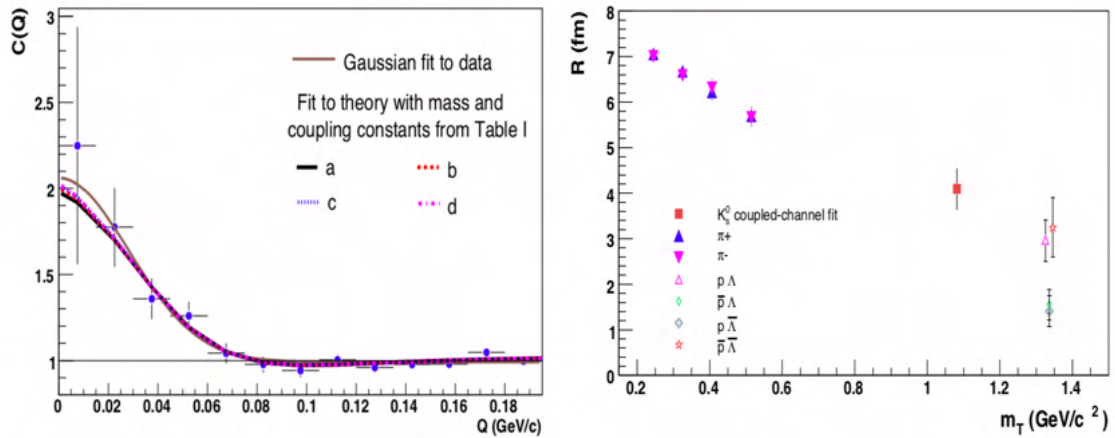 C(Q)
3
2.5
2
1.5
1
0 0.02 0.04 0.06 0.08 0.1 0.12 0.14 0.16 0.18
Q (GeV/c)
Gaussian fit to data
Fit to theory with mass and
coupling constants from Table I
a b
c d
R (fm)
8
7
6
5
4
3
2
1
0
0.2 0.4 0.6 0.8 1 1.2 1.4
m_T (GeV/c²)
K⁰ₛ coupled-channel fit
π+
π-
p Λ
p̅ Λ
p Λ̅
p̅ Λ̅